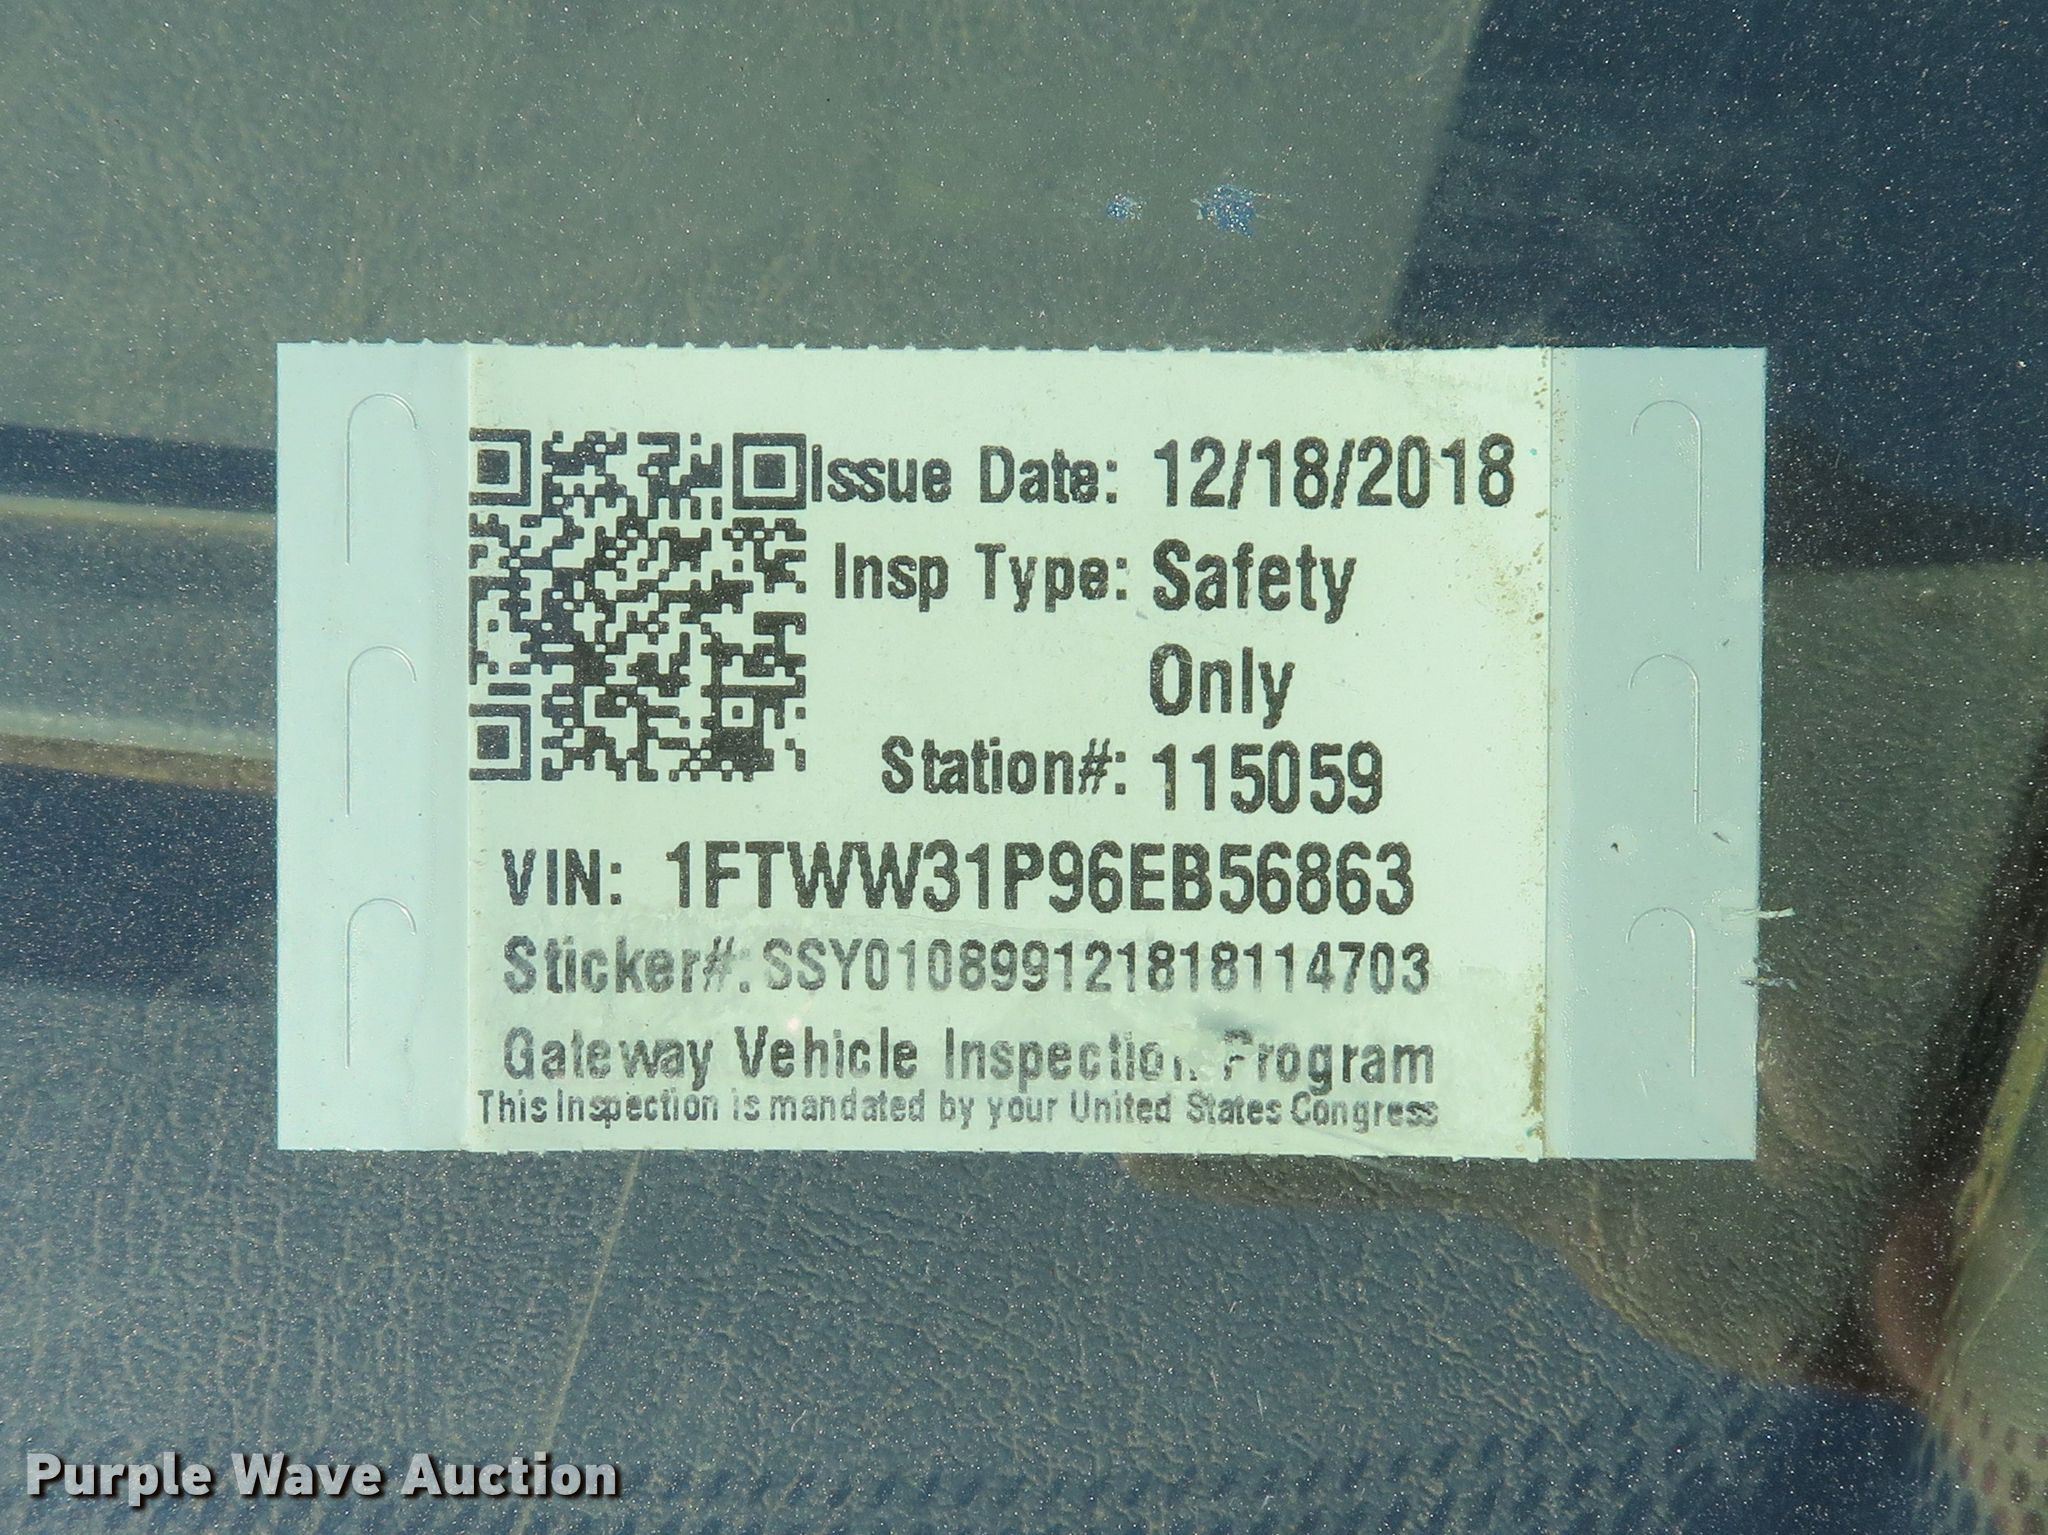 Issue Date: 12/18/2018
Insp Type: Safety
Only
Station#: 115059
VIN: 1FTWW31P96EB56863
Sticker#: SSY010899121818114703
Gateway Vehicle Inspection Program
This Inspection is mandated by your United States Congress
Purple Wave Auction